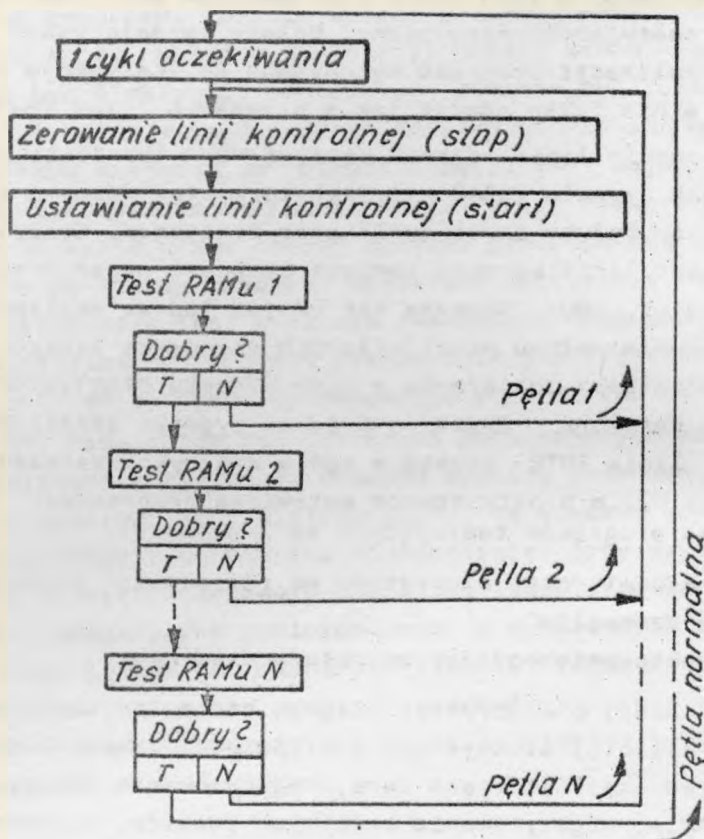 1 cykl oczekiwania
Zerowanie linii kontrolnej (stop)
Ustawianie linii kontrolnej (start)
Test RAMu 1
Dobry?
T N
Pętla 1
Test RAMu 2
Dobry?
T N
Pętla 2
Test RAMu N
Dobry?
T N
Pętla N
Pętla normalna